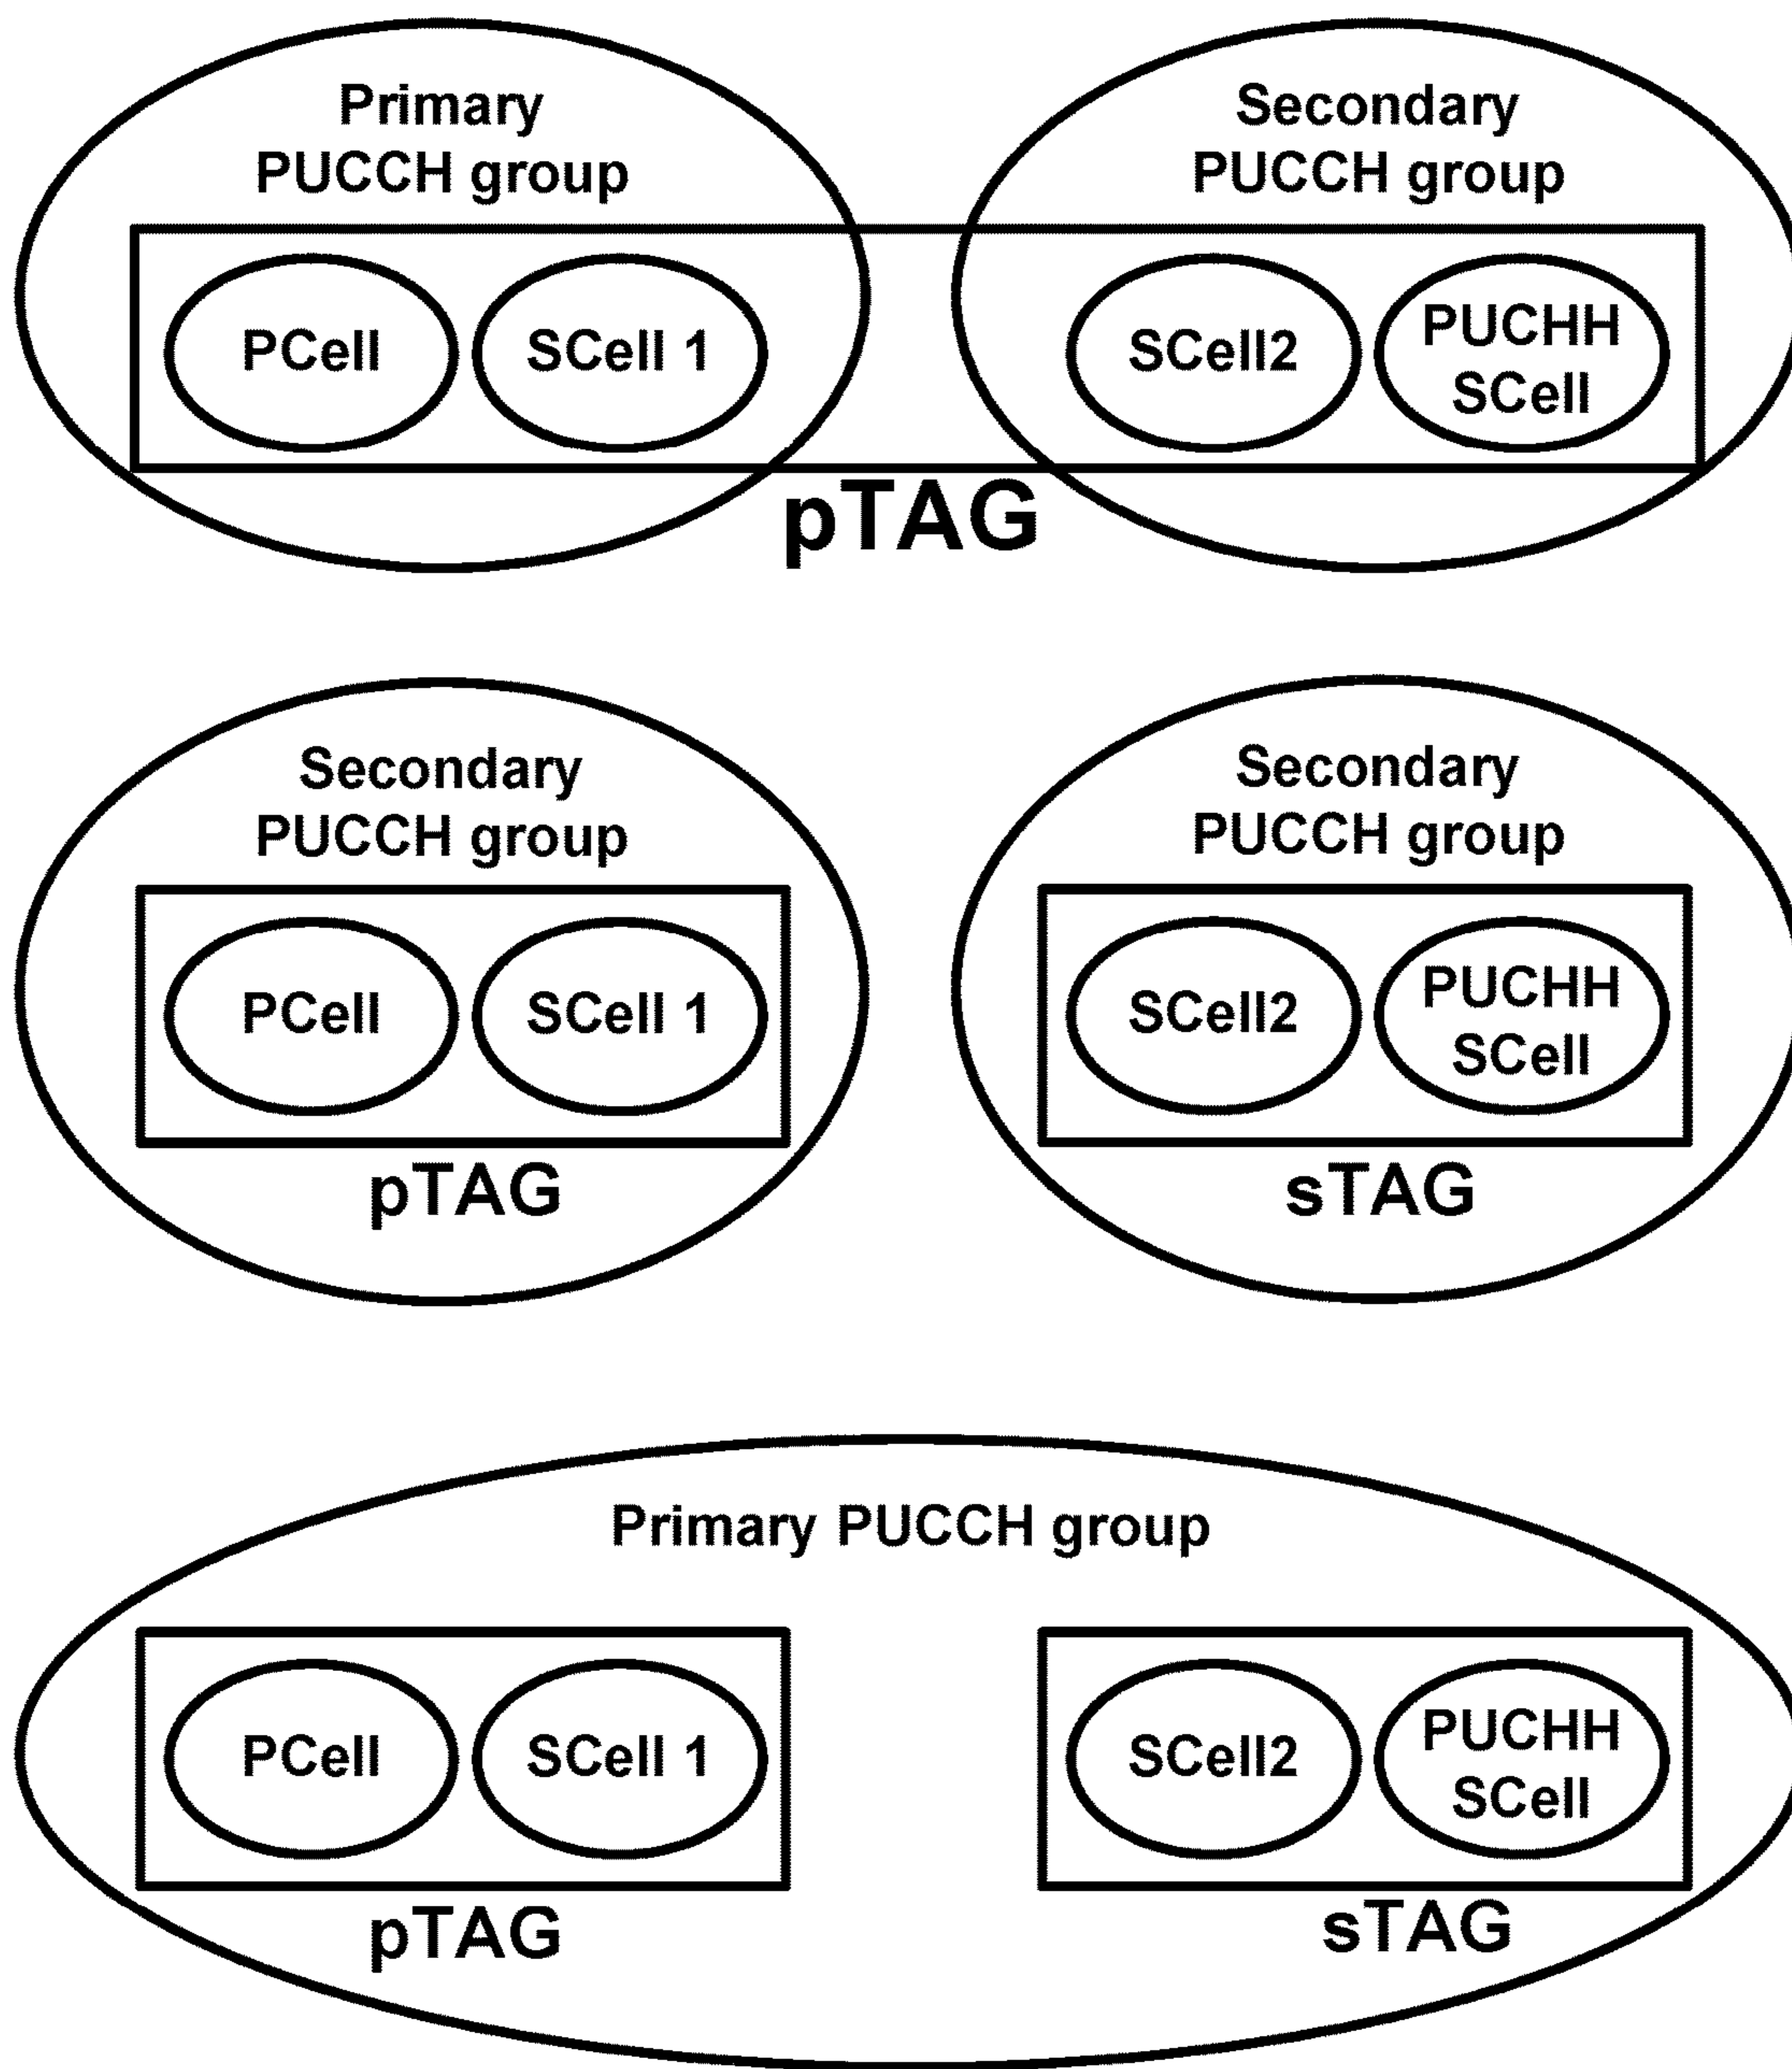 Primary
PUCCH group
Secondary
PUCCH group
PCell
SCell 1
SCell2
PUCHH
SCell
pTAG
Secondary
PUCCH group
Secondary
PUCCH group
PCell
SCell 1
SCell2
PUCHH
SCell
pTAG
sTAG
Primary PUCCH group
PCell
SCell 1
SCell2
PUCHH
SCell
pTAG
sTAG